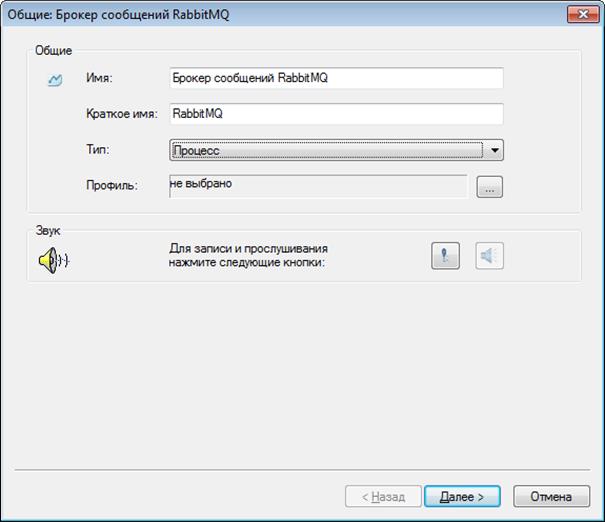 Общие: Брокер сообщений RabbitMQ
Общие
Имя: Брокер сообщений RabbitMQ
Краткое имя: RabbitMQ
Тип: Процесс
Профиль: не выбрано ...
Звук
Для записи и прослушивания
нажмите следующие кнопки:
< Назад Далее > Отмена